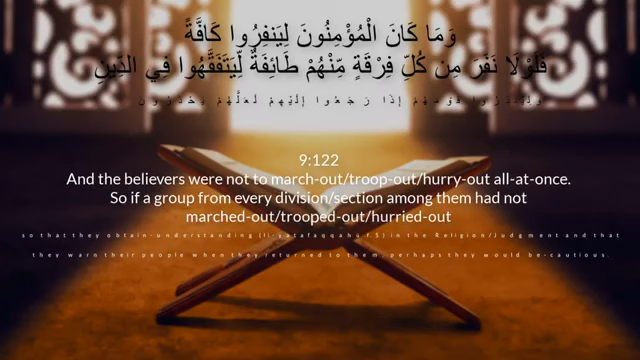 وَمَا كَانَ الْمُؤْمِنُونَ لِيَنفِرُوا كَافَّةً
فَلَوْلَا نَفَرَ مِن كُلِّ فِرْقَةٍ مِّنْهُمْ طَائِفَةٌ لِّيَتَفَقَّهُوا فِي الدِّينِ
وَلِيُنذِرُوا قَوْمَهُمْ إِذَا رَجَعُوا إِلَيْهِمْ لَعَلَّهُمْ يَحْذَرُونَ
9:122
And the believers were not to march-out/troop-out/hurry-out all-at-once.
So if a group from every division/section among them had not
marched-out/trooped-out/hurried-out
so that they obtain-understanding (li-yatafaqqahū F5) in the Religion/Judgment and that
they warn their people when they returned to them; perhaps they would be-cautious.